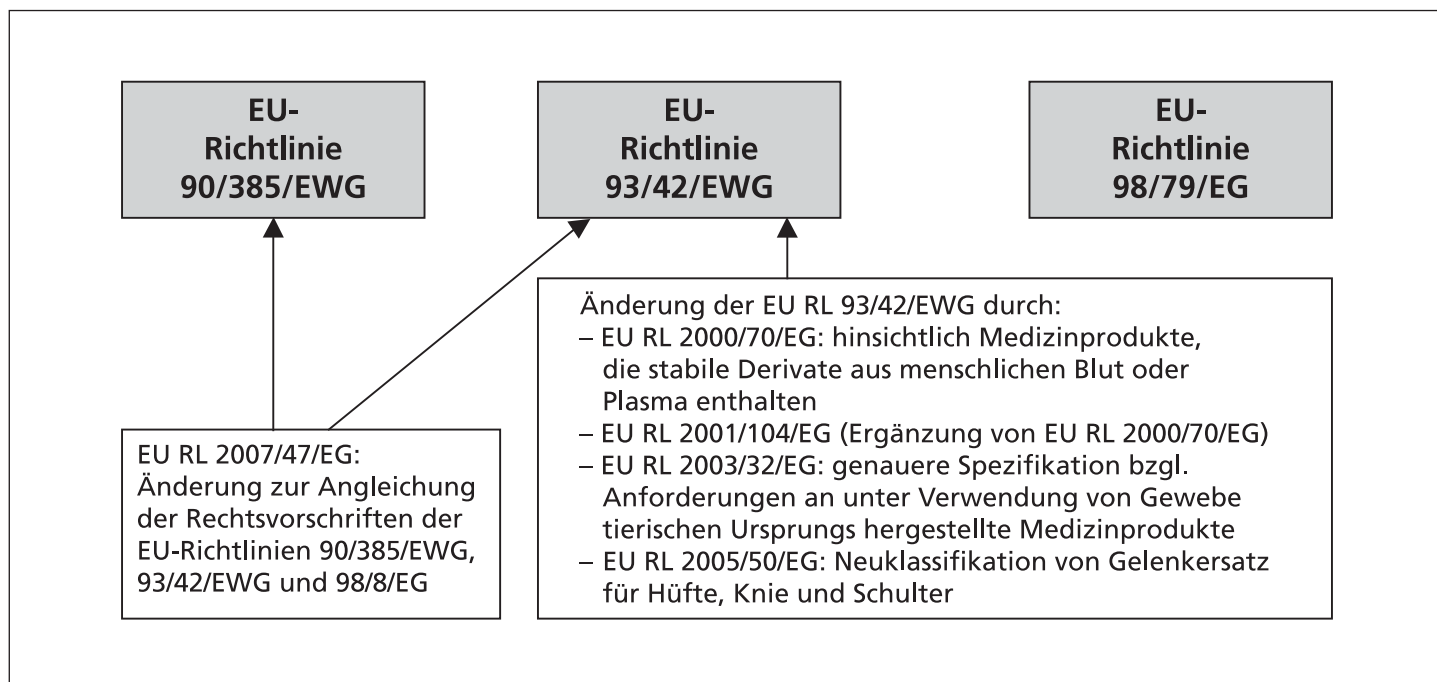 EU-
Richtlinie
90/385/EWG
EU-
Richtlinie
93/42/EWG
EU-
Richtlinie
98/79/EG
Änderung der EU RL 93/42/EWG durch:
– EU RL 2000/70/EG: hinsichtlich Medizinprodukte,
die stabile Derivate aus menschlichen Blut oder
Plasma enthalten
– EU RL 2001/104/EG (Ergänzung von EU RL 2000/70/EG)
– EU RL 2003/32/EG: genauere Spezifikation bzgl.
Anforderungen an unter Verwendung von Gewebe
tierischen Ursprungs hergestellte Medizinprodukte
– EU RL 2005/50/EG: Neuklassifikation von Gelenkersatz
für Hüfte, Knie und Schulter
EU RL 2007/47/EG:
Änderung zur Angleichung
der Rechtsvorschriften der
EU-Richtlinien 90/385/EWG,
93/42/EWG und 98/8/EG